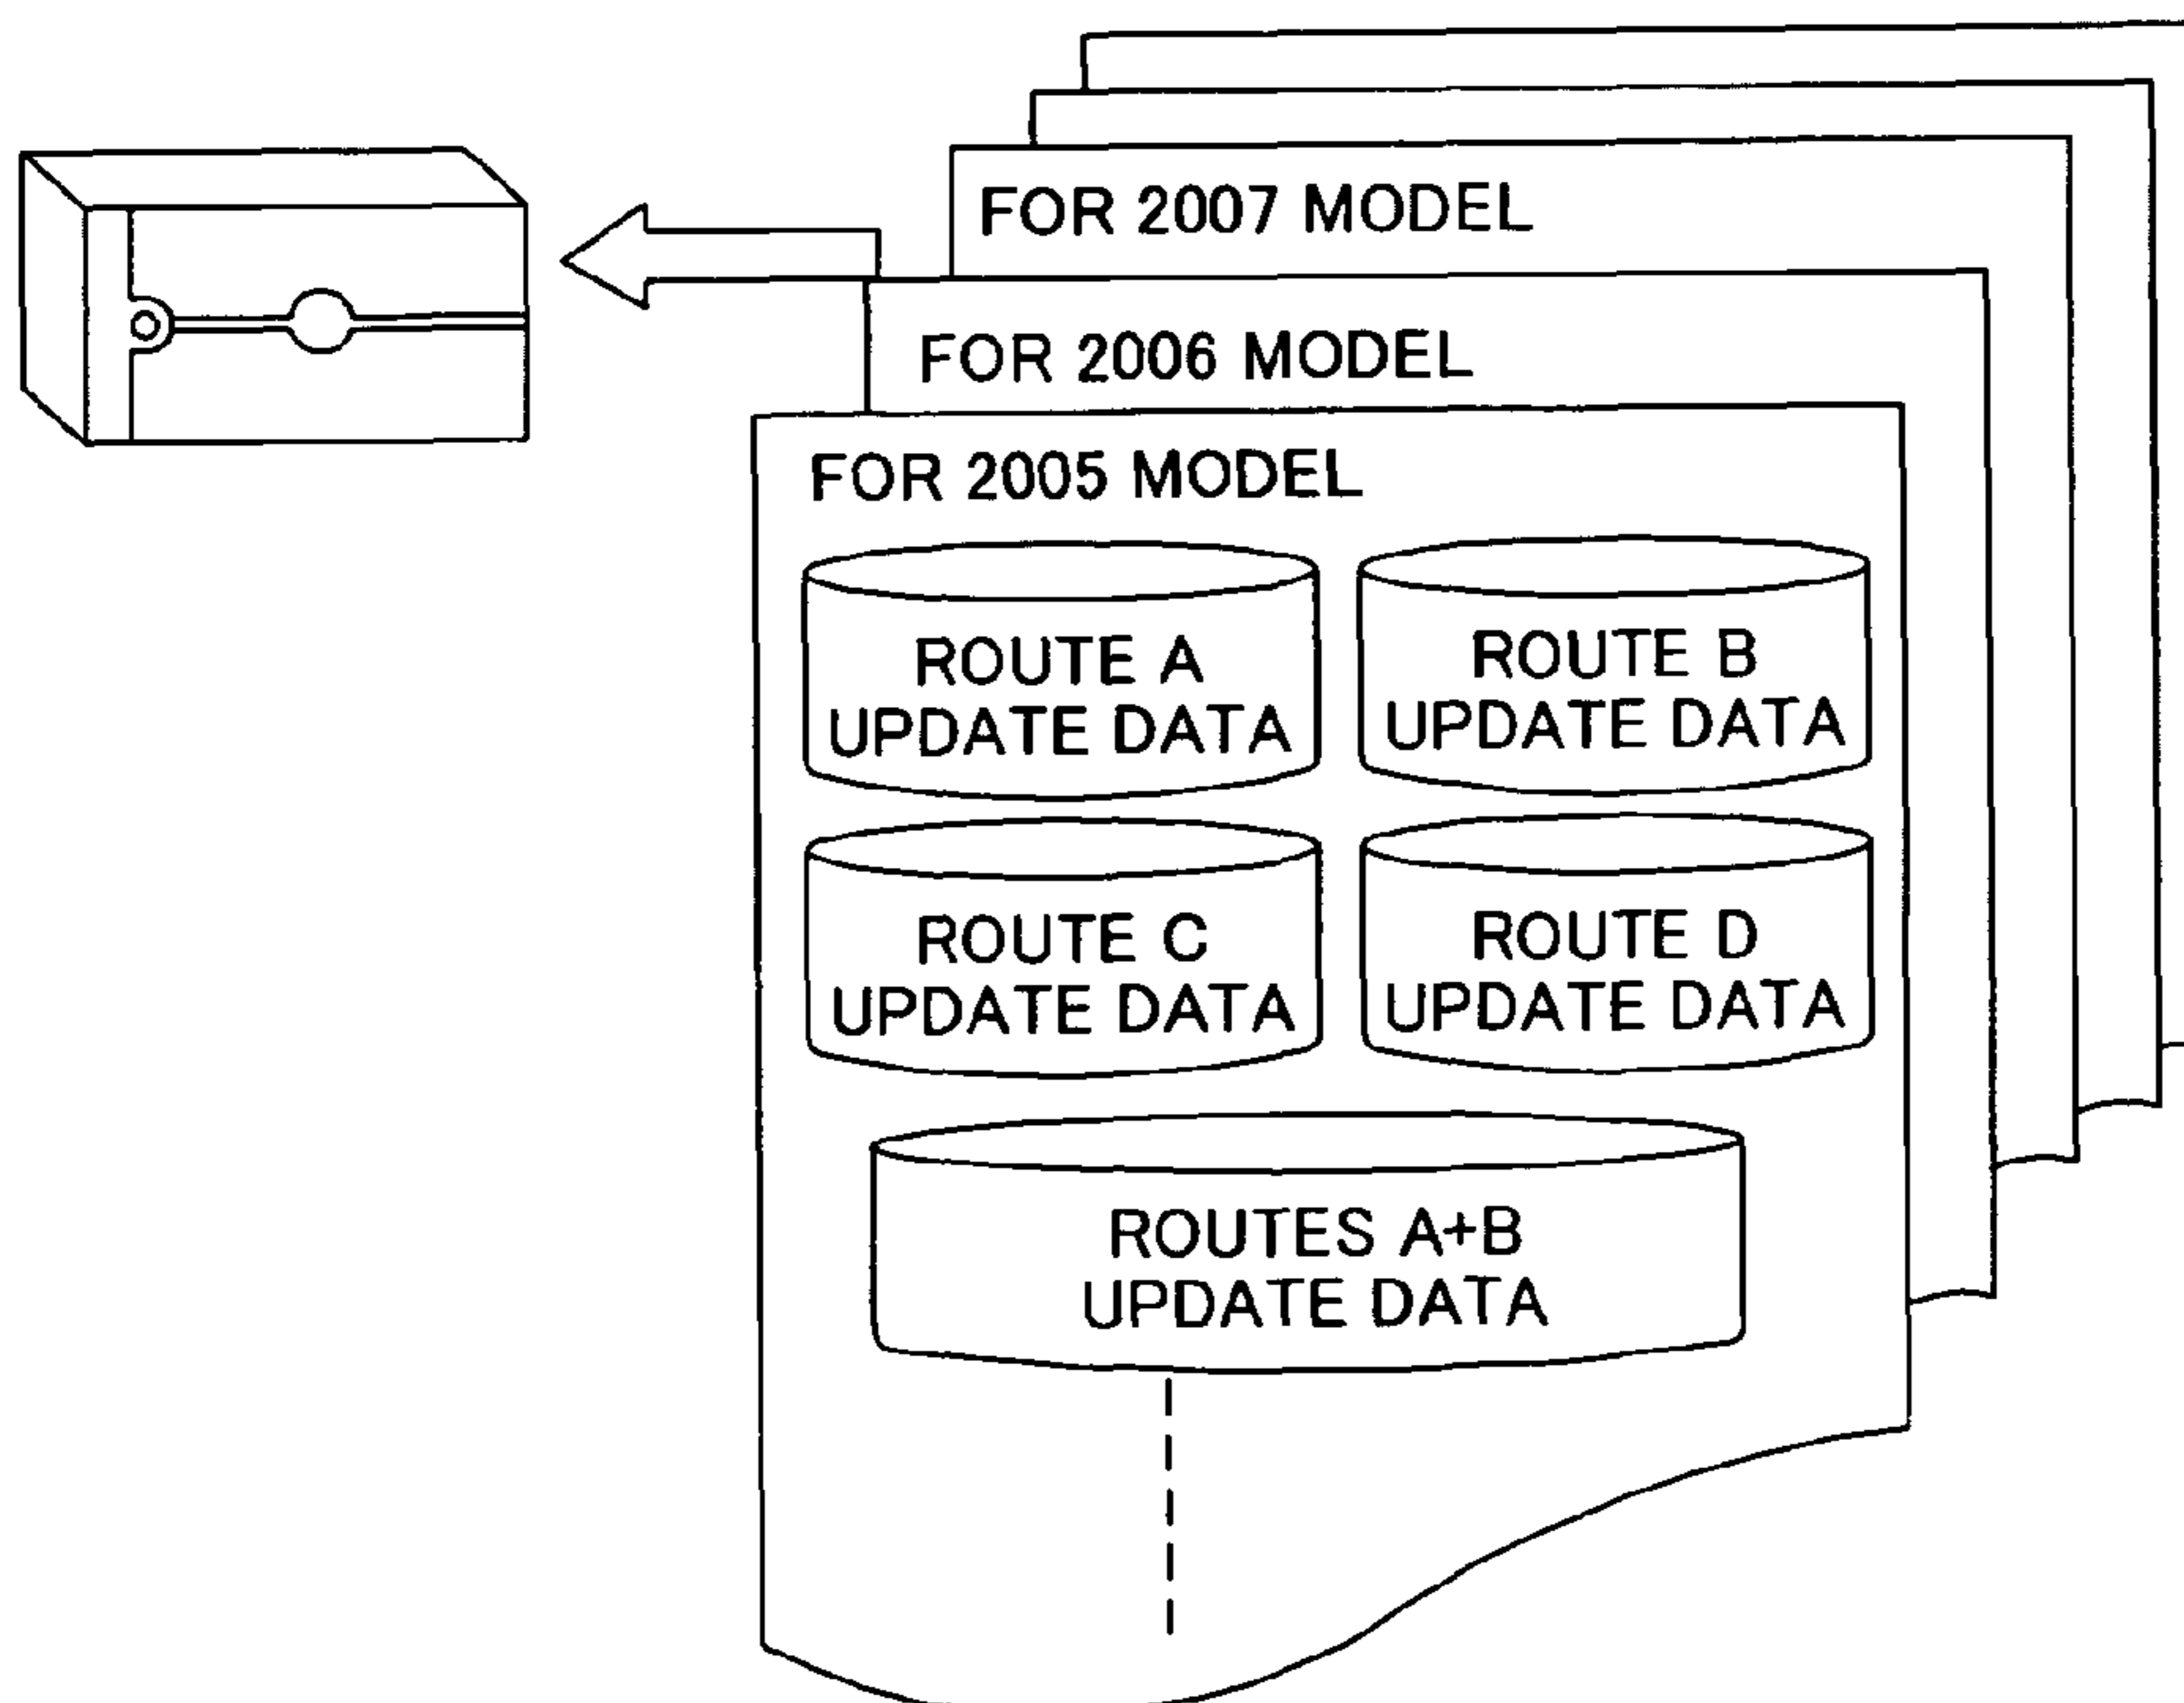 FOR 2007 MODEL
FOR 2006 MODEL
FOR 2005 MODEL
ROUTE A
UPDATE DATA
ROUTE B
UPDATE DATA
ROUTE C
UPDATE DATA
ROUTE D
UPDATE DATA
ROUTES A+B
UPDATE DATA